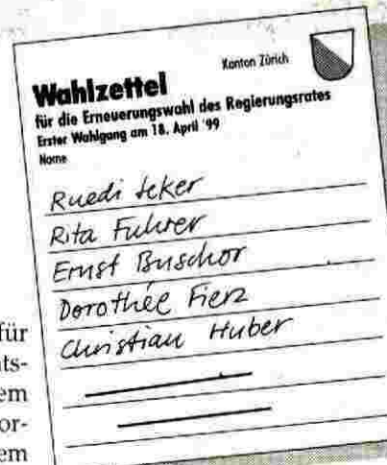 Kanton Zürich
Wahlzettel
für die Erneuerungswahl des Regierungsrates
Erster Wahlgang am 18. April '99
Name
Ruedi Jeker
Rita Fuhrer
Ernst Buschor
Dorothée Fierz
Christian Huber
für
ts-
em
or-
em